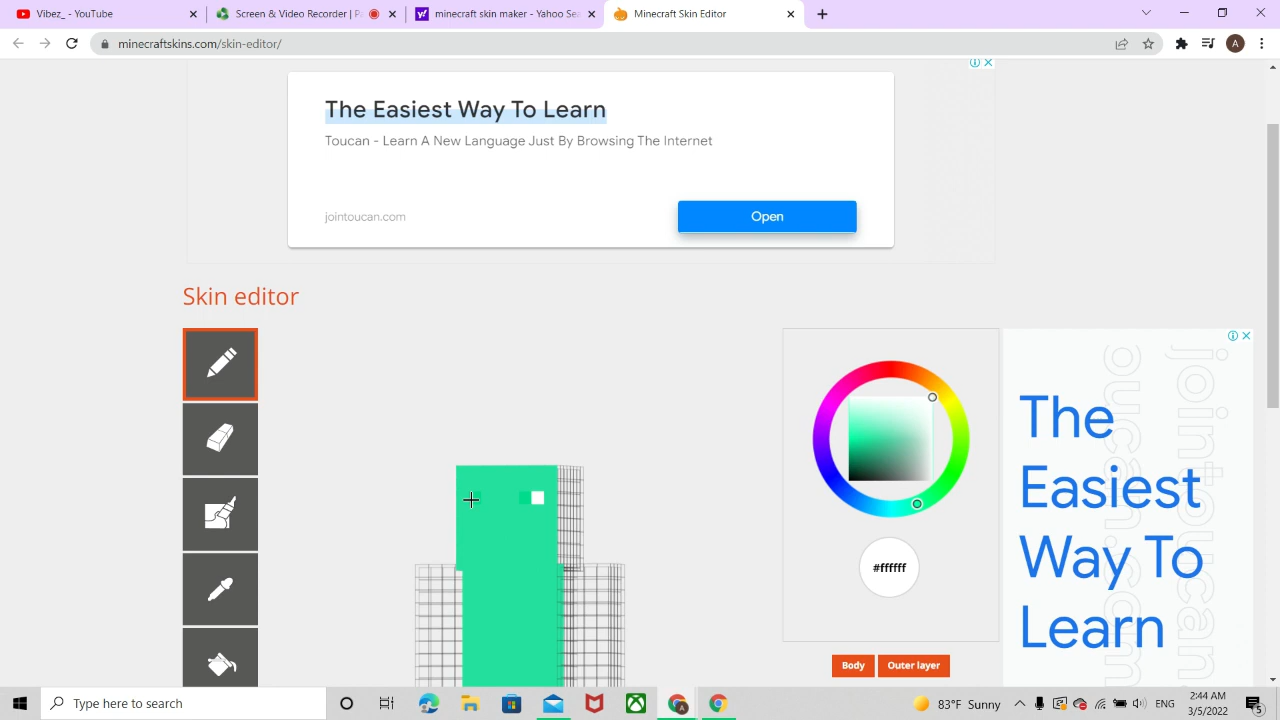 Vibez_ - YouTube
Screen & Video Recorder | P
minecraft skin maker - Yahoo Se
Minecraft Skin Editor
minecraftskins.com/skin-editor/
A
The Easiest Way To Learn
Toucan - Learn A New Language Just By Browsing The Internet
jointoucan.com
Open
Skin editor
#ffffff
Body
Outer layer
jointoucan
The
Easiest
Way To
Learn
Type here to search
83°F Sunny
2:44 AM
3/5/2022
5